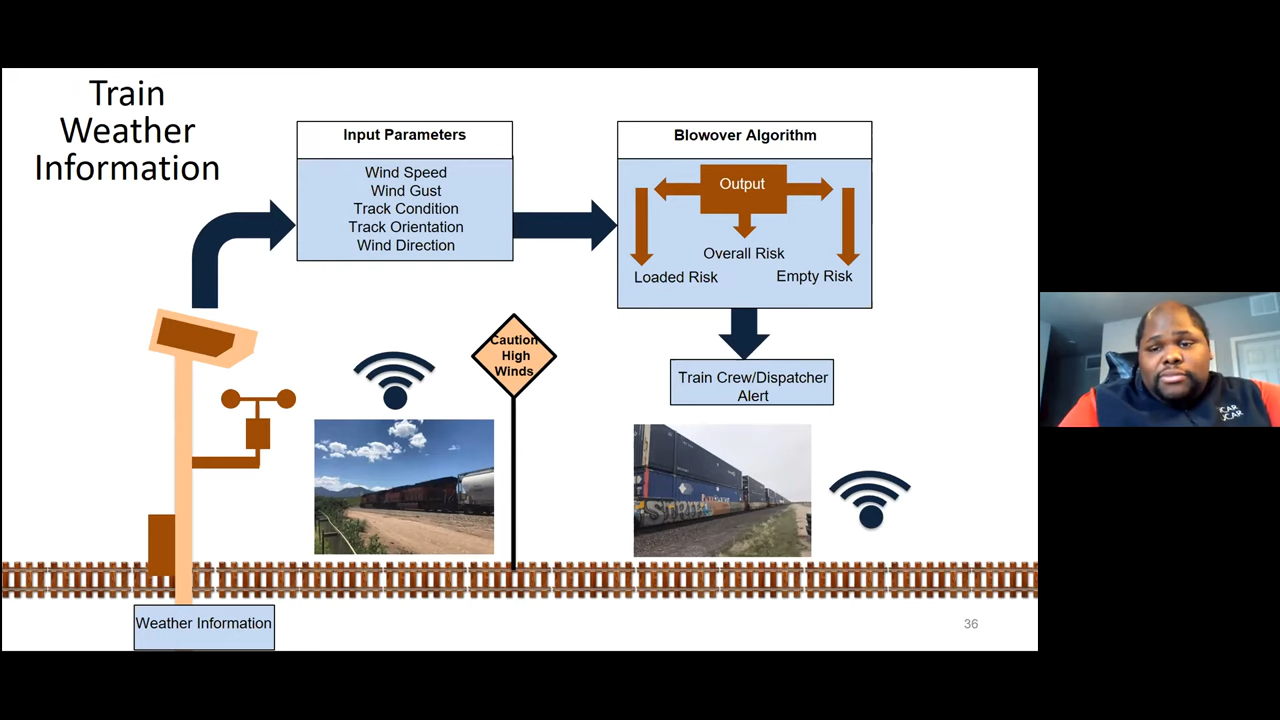 Train
Weather
Information
Input Parameters
Wind Speed
Wind Gust
Track Condition
Track Orientation
Wind Direction
Blowover Algorithm
Output
Overall Risk
Loaded Risk
Empty Risk
Caution
High
Winds
Train Crew/Dispatcher
Alert
Weather Information
36